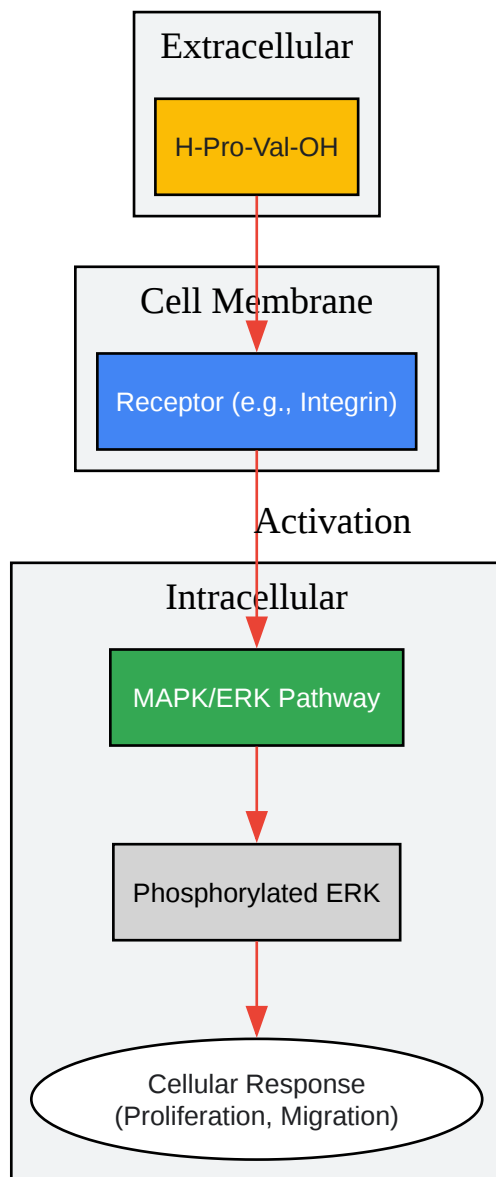 Extracellular
H-Pro-Val-OH
Cell Membrane
Receptor (e.g., Integrin)
Activation
Intracellular
MAPK/ERK Pathway
Phosphorylated ERK
Cellular Response
(Proliferation, Migration)